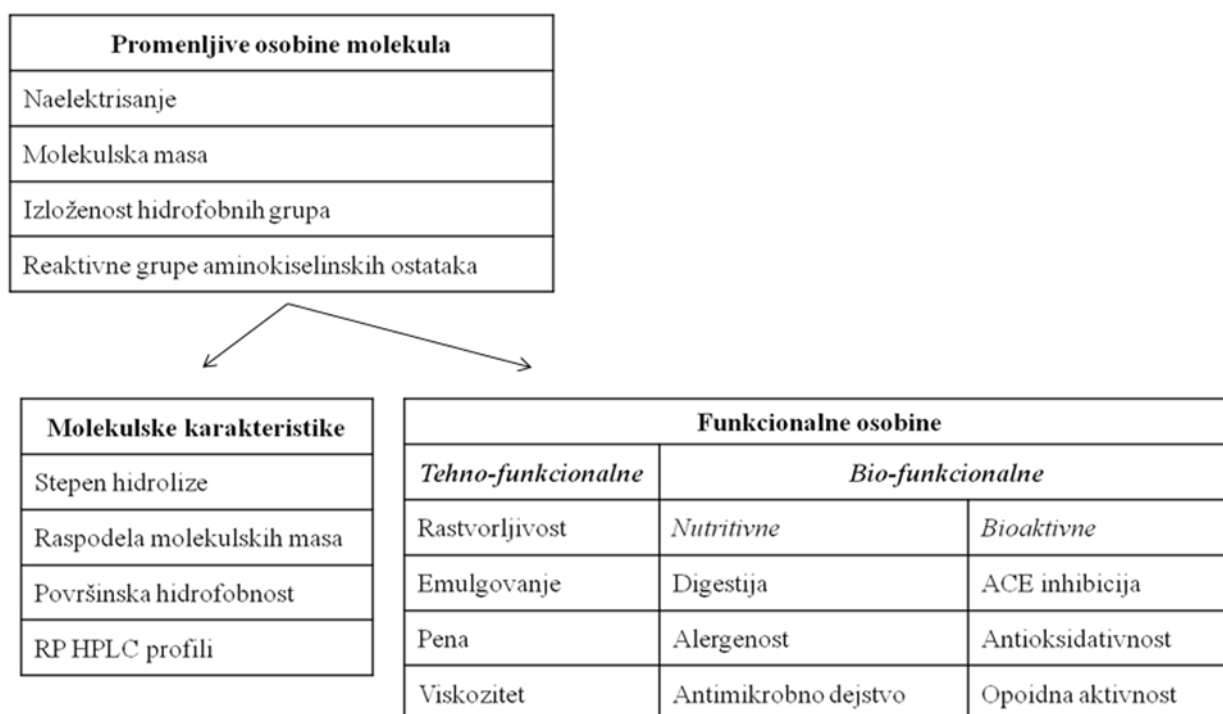 Promenljive osobine molekula
Naelektrisanje
Molekulska masa
Izloženost hidrofobnih grupa
Reaktivne grupe aminokiselinskih ostataka
Molekulske karakteristike
Stepen hidrolize
Raspodela molekulskih masa
Površinska hidrofobnost
RP HPLC profili
Funkcionalne osobine
Tehno-funkcionalne Bio-funkcionalne
Rastvorljivost Nutritivne Bioaktivne
Emulgovanje Digestija ACE inhibicija
Pena Alergenost Antioksidativnost
Viskozitet Antimikrobno dejstvo Opoidna aktivnost